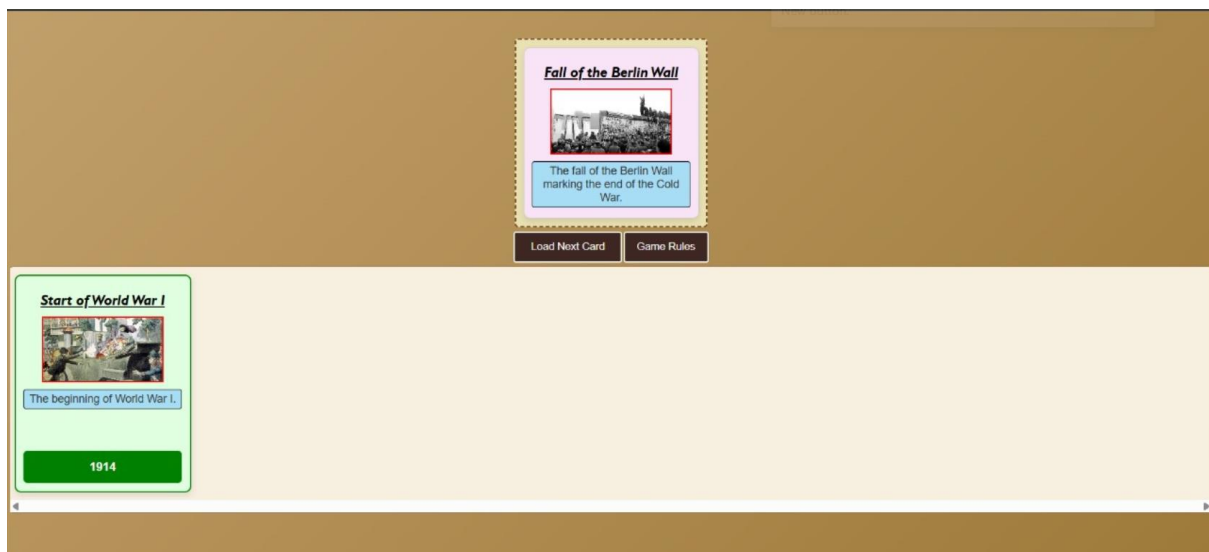 Fall of the Berlin Wall
The fall of the Berlin Wall
marking the end of the Cold
War.
Load Next Card
Game Rules
Start of World War I
The beginning of World War I.
1914